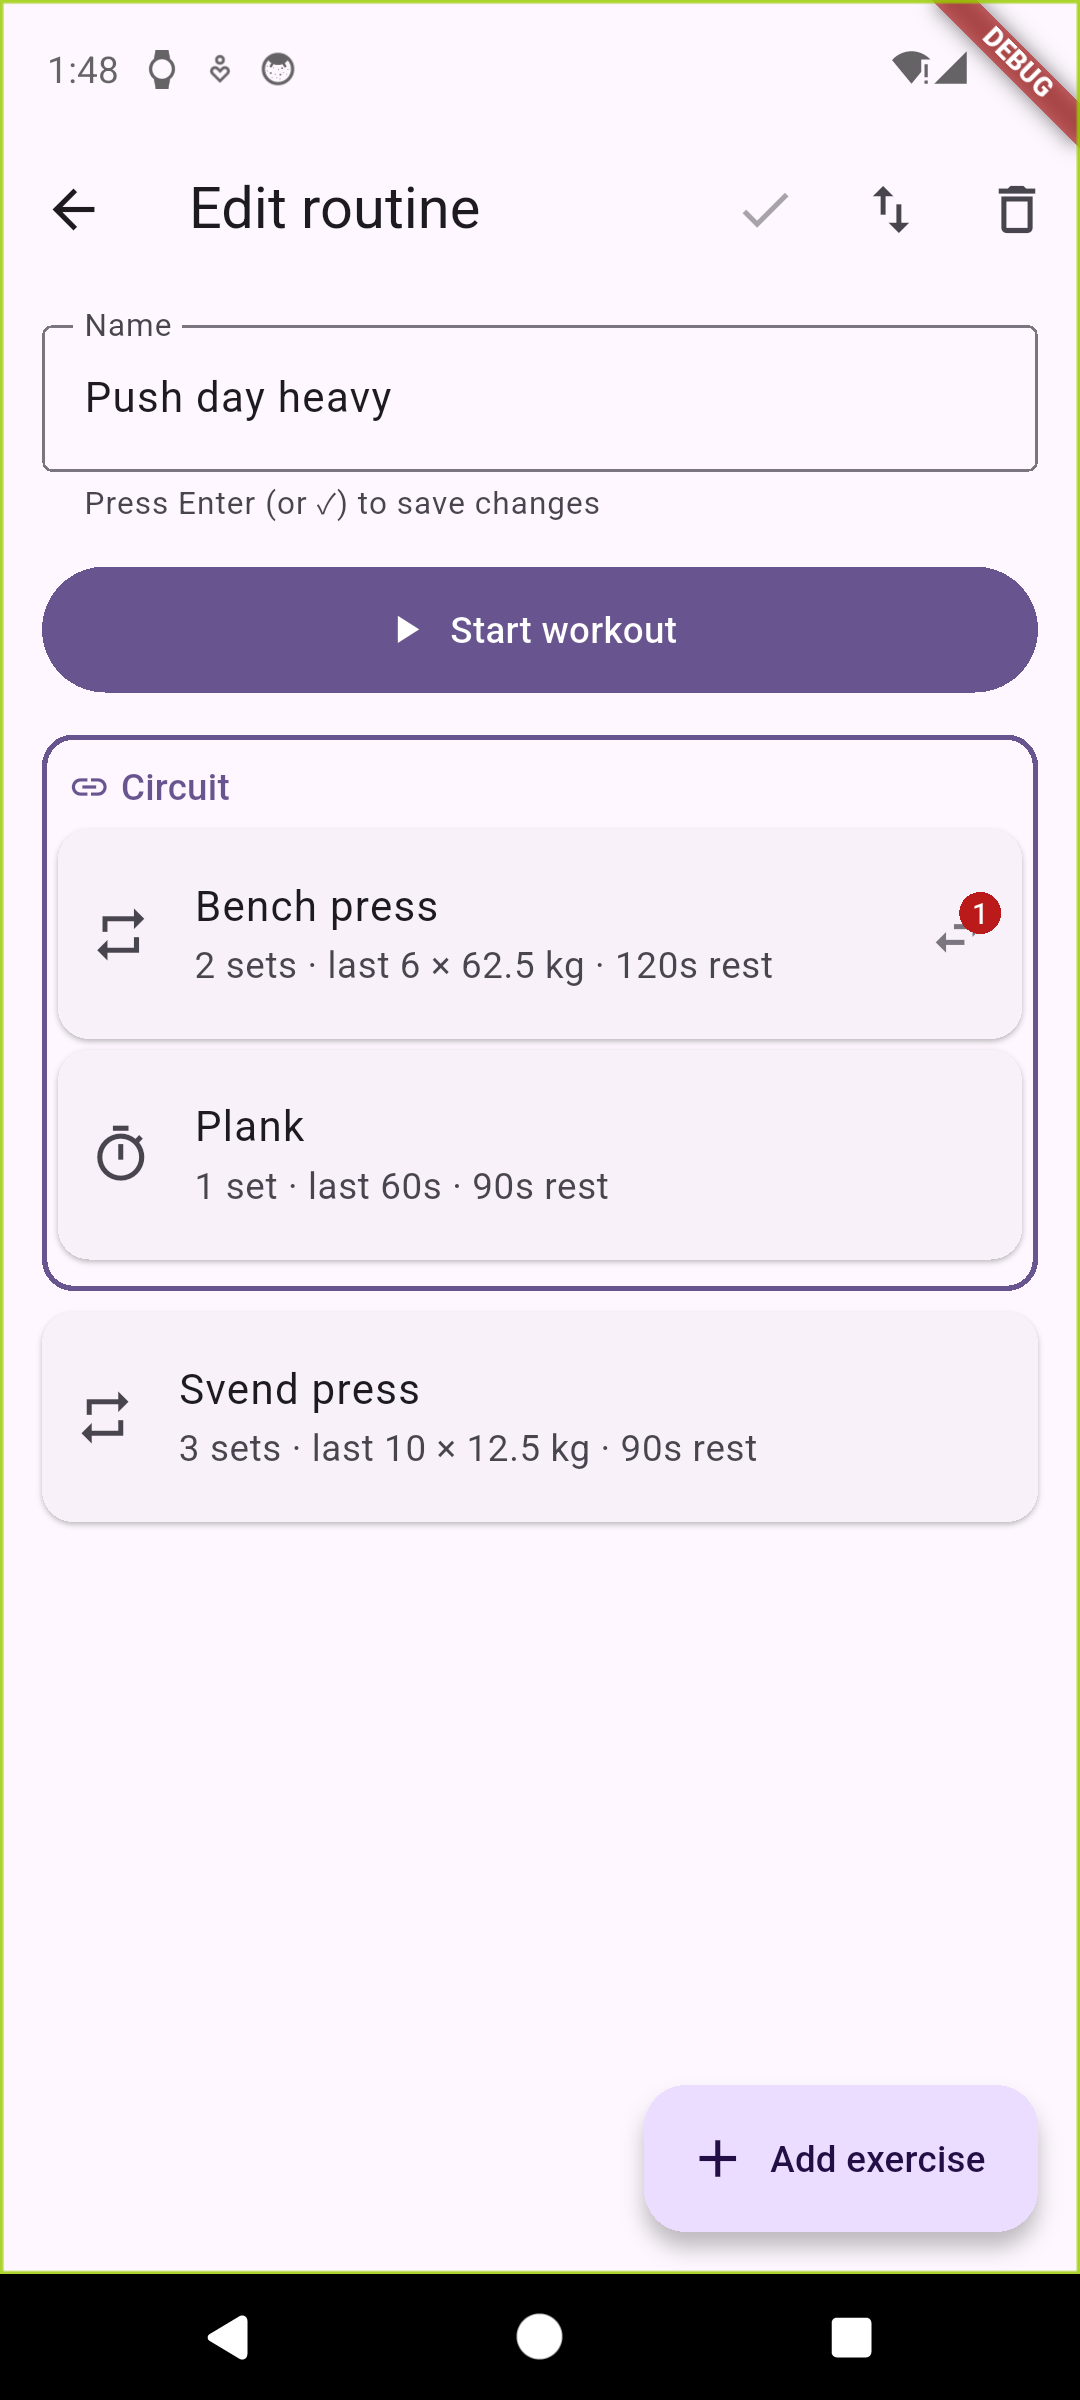 1:48
DEBUG
Edit routine
Name
Push day heavy
Press Enter (or ✓) to save changes
Start workout
Circuit
Bench press
1
2 sets · last 6 × 62.5 kg · 120s rest
Plank
1 set · last 60s · 90s rest
Svend press
3 sets · last 10 × 12.5 kg · 90s rest
Add exercise